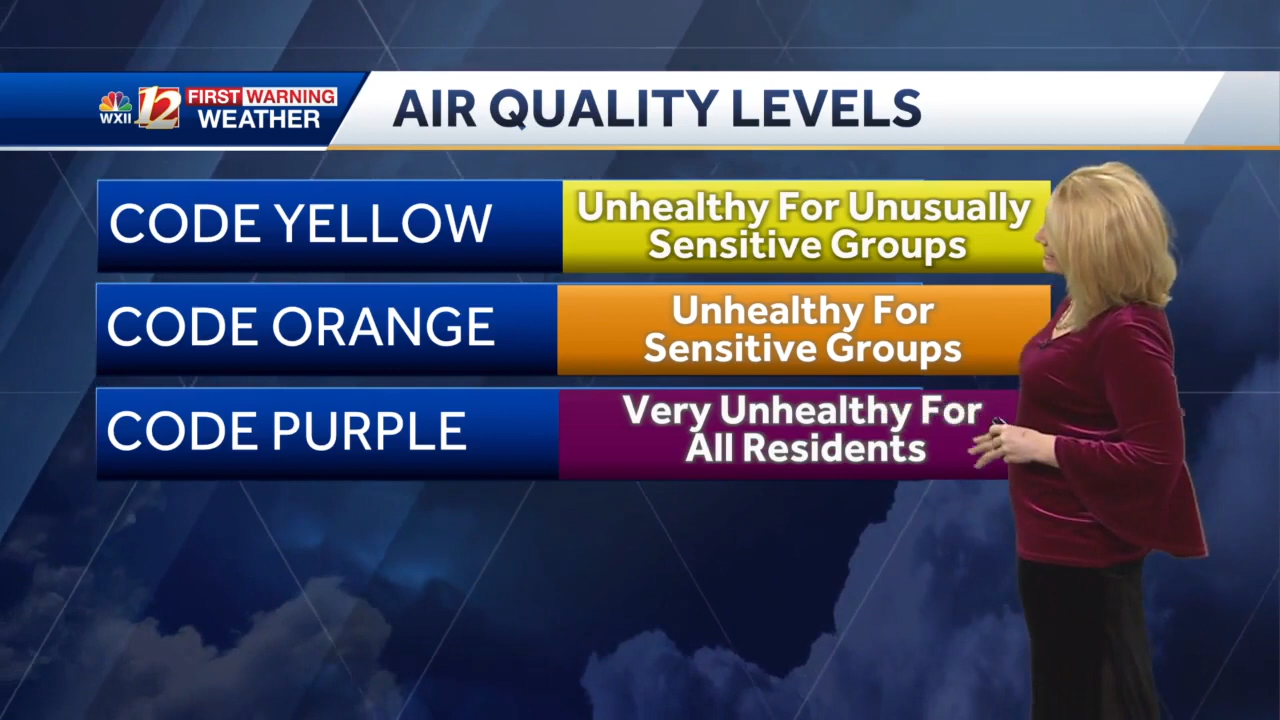 WXII 12 FIRST WARNING
WEATHER
AIR QUALITY LEVELS
CODE YELLOW
Unhealthy For Unusually
Sensitive Groups
CODE ORANGE
Unhealthy For
Sensitive Groups
CODE PURPLE
Very Unhealthy For
All Residents